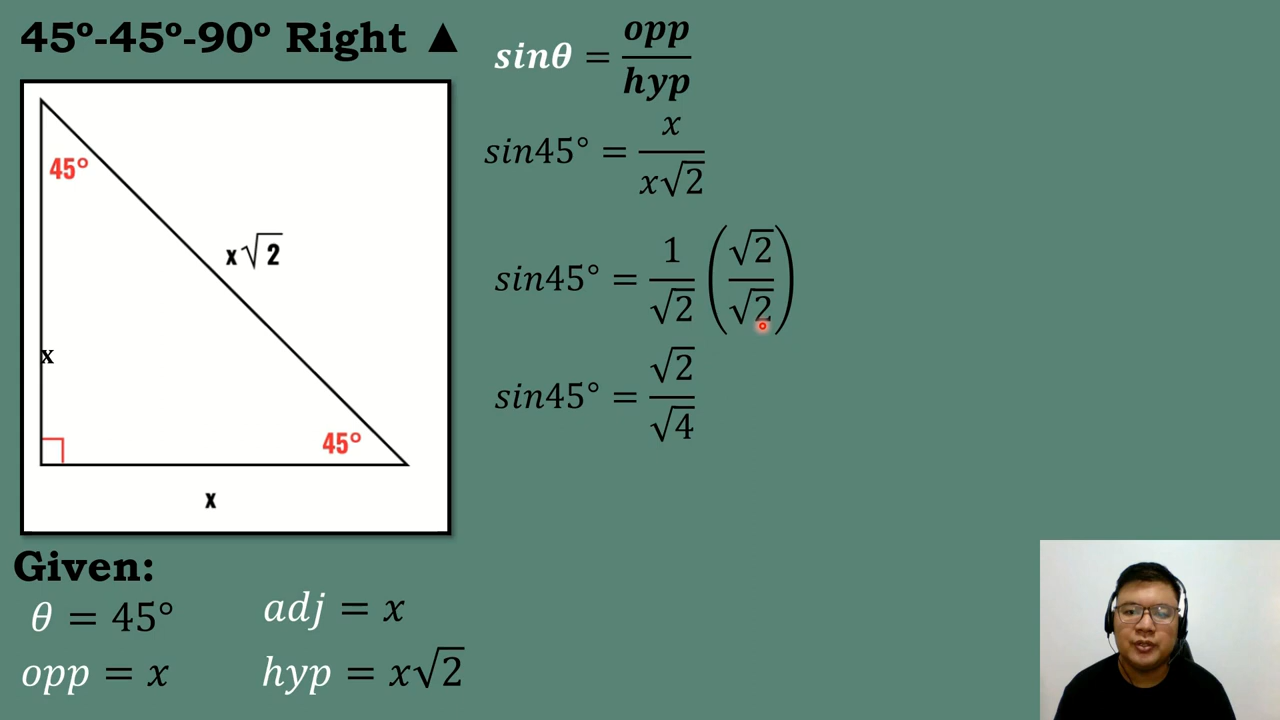 45°-45°-90° Right ▲
45°
x√2
x
45°
x
Given:
θ = 45°
adj = x
opp = x
hyp = x√2
sinθ = opp/hyp
sin45° = x/x√2
sin45° = 1/√2 (√2/√2)
sin45° = √2/√4